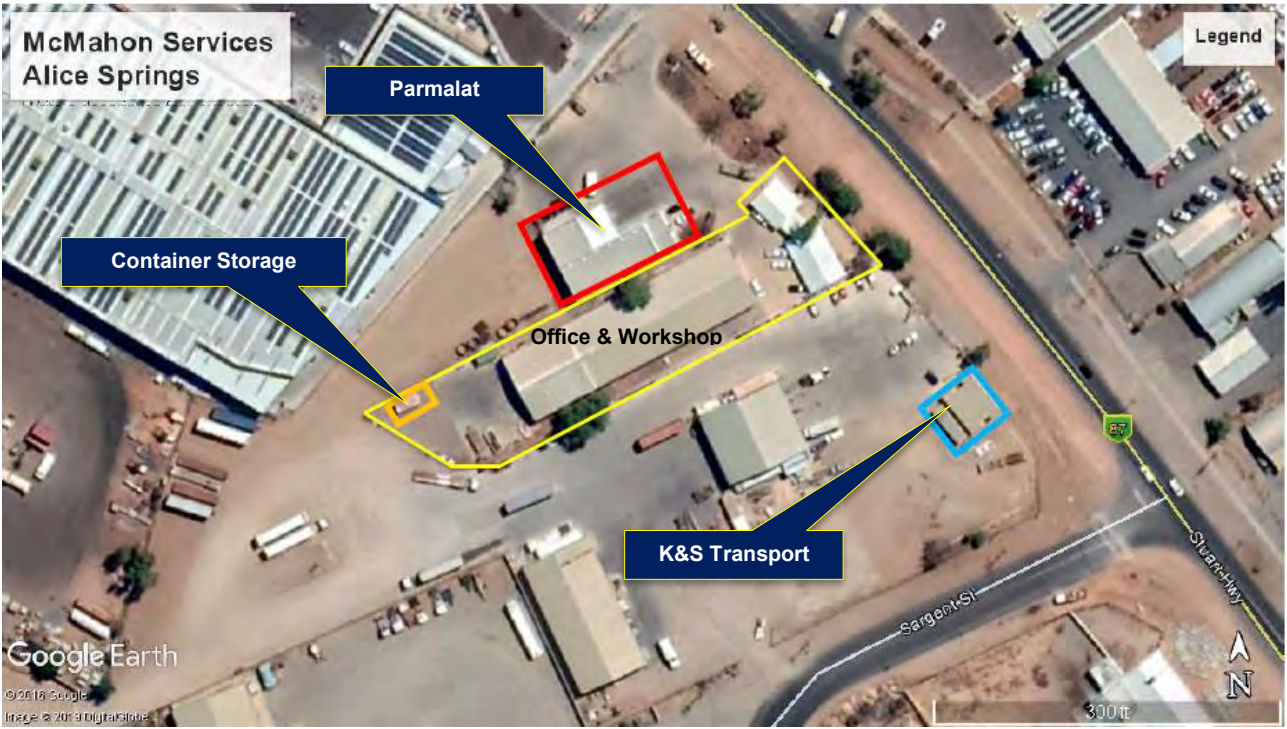 McMahon Services
Alice Springs
Legend
Parmalat
Container Storage
Office & Workshop
K&S Transport
87
Stuart Hwy
Sargent St
Google Earth
N
300 ft